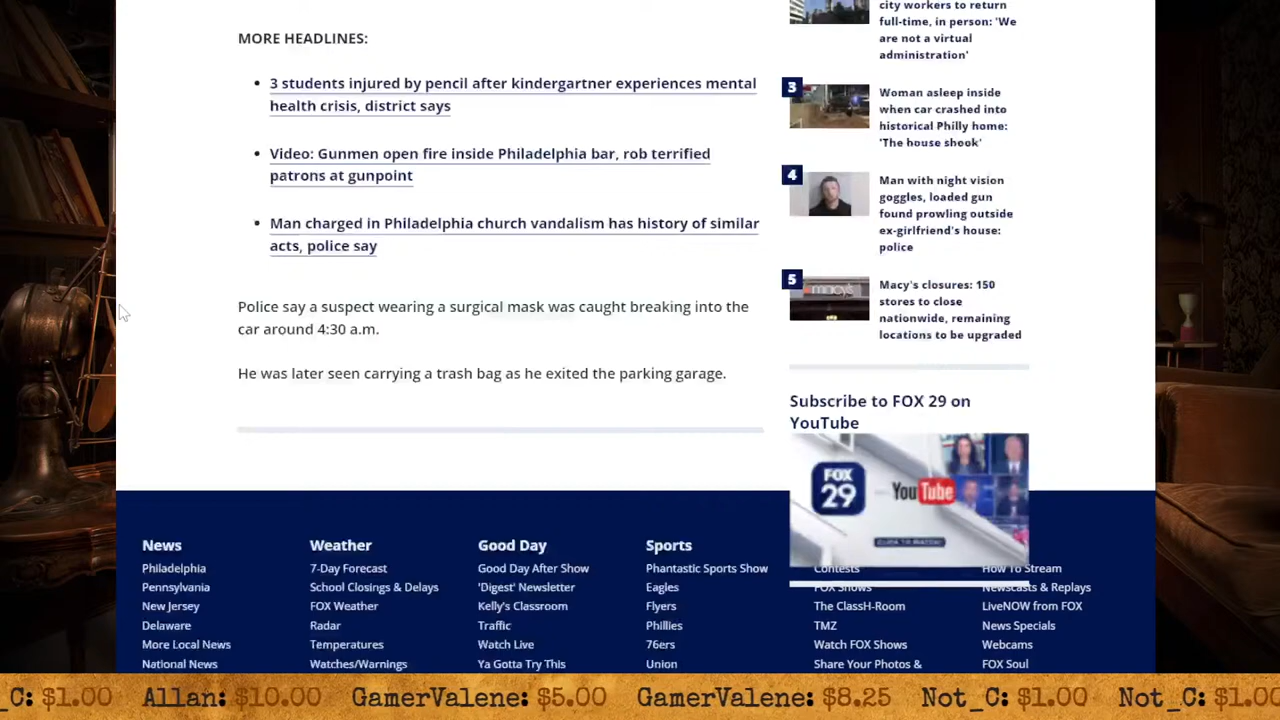 MORE HEADLINES:
3 students injured by pencil after kindergartner experiences mental
health crisis, district says
Video: Gunmen open fire inside Philadelphia bar, rob terrified
patrons at gunpoint
Man charged in Philadelphia church vandalism has history of similar
acts, police say
Police say a suspect wearing a surgical mask was caught breaking into the
car around 4:30 a.m.
He was later seen carrying a trash bag as he exited the parking garage.
city workers to return
full-time, in person: 'We
are not a virtual
administration'
3
Woman asleep inside
when car crashed into
historical Philly home:
'The house shook'
4
Man with night vision
goggles, loaded gun
found prowling outside
ex-girlfriend's house:
police
5
macy's
Macy's closures: 150
stores to close
nationwide, remaining
locations to be upgraded
Subscribe to FOX 29 on
YouTube
FOX
29
YouTube
CLICK TO WATCH
News
Philadelphia
Pennsylvania
New Jersey
Delaware
More Local News
National News
Weather
7-Day Forecast
School Closings & Delays
FOX Weather
Radar
Temperatures
Watches/Warnings
Good Day
Good Day After Show
'Digest' Newsletter
Kelly's Classroom
Traffic
Watch Live
Ya Gotta Try This
Sports
Phantastic Sports Show
Eagles
Flyers
Phillies
76ers
Union
Contests
FOX Shows
The ClassH-Room
TMZ
Watch FOX Shows
Share Your Photos &
How To Stream
Newscasts & Replays
LiveNOW from FOX
News Specials
Webcams
FOX Soul
_C: $1.00 Allan: $10.00 GamerValene: $5.00 GamerValene: $8.25 Not_C: $1.00 Not_C: $1.00